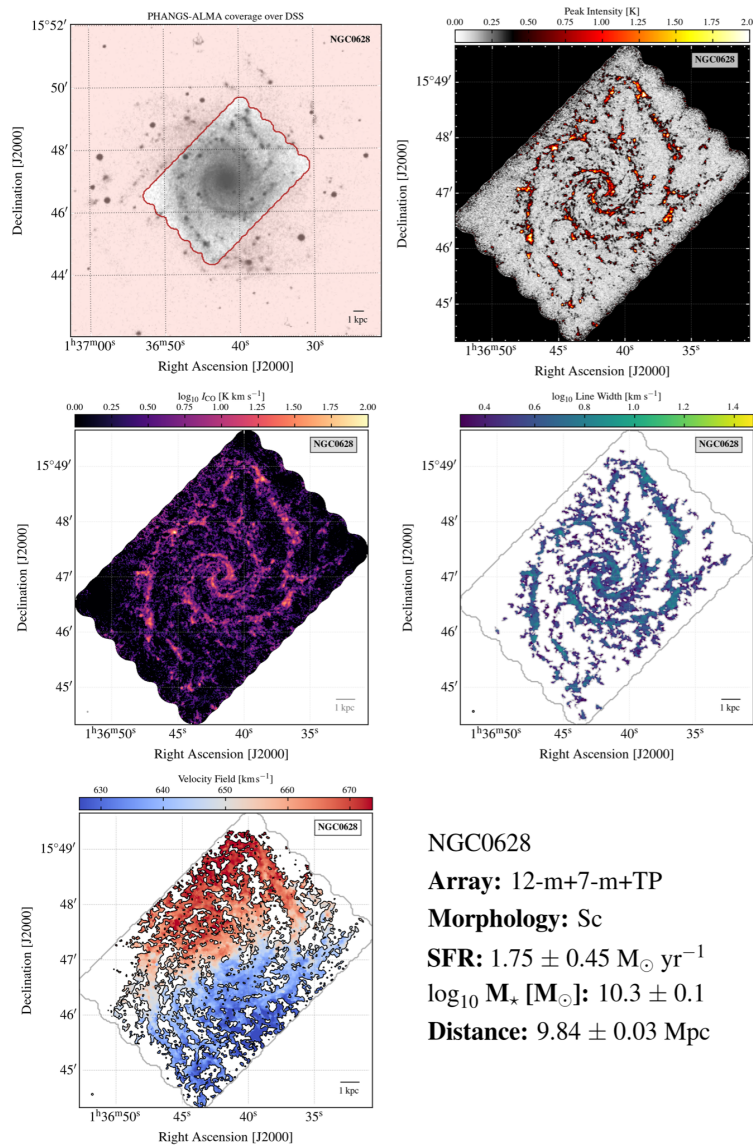 PHANGS-ALMA coverage over DSS
NGC0628
15°52′
50′
48′
46′
44′
Declination [J2000]
1 kpc
1ʰ37ᵐ00ˢ 36ᵐ50ˢ 40ˢ 30ˢ
Right Ascension [J2000]
Peak Intensity [K]
0.00 0.25 0.50 0.75 1.00 1.25 1.50 1.75 2.00
NGC0628
15°49′
48′
47′
46′
45′
Declination [J2000]
1ʰ36ᵐ50ˢ 45ˢ 40ˢ 35ˢ
Right Ascension [J2000]
log₁₀ I_CO [K km s⁻¹]
0.00 0.25 0.50 0.75 1.00 1.25 1.50 1.75 2.00
NGC0628
15°49′
48′
47′
46′
45′
Declination [J2000]
1 kpc
1ʰ36ᵐ50ˢ 45ˢ 40ˢ 35ˢ
Right Ascension [J2000]
log₁₀ Line Width [km s⁻¹]
0.4 0.6 0.8 1.0 1.2 1.4
NGC0628
15°49′
48′
47′
46′
45′
Declination [J2000]
1 kpc
1ʰ36ᵐ50ˢ 45ˢ 40ˢ 35ˢ
Right Ascension [J2000]
Velocity Field [km s⁻¹]
630 640 650 660 670
NGC0628
15°49′
48′
47′
46′
45′
Declination [J2000]
1 kpc
1ʰ36ᵐ50ˢ 45ˢ 40ˢ 35ˢ
Right Ascension [J2000]
NGC0628
Array: 12-m+7-m+TP
Morphology: Sc
SFR: 1.75 ± 0.45 M⊙ yr⁻¹
log₁₀ M⋆ [M⊙]: 10.3 ± 0.1
Distance: 9.84 ± 0.03 Mpc